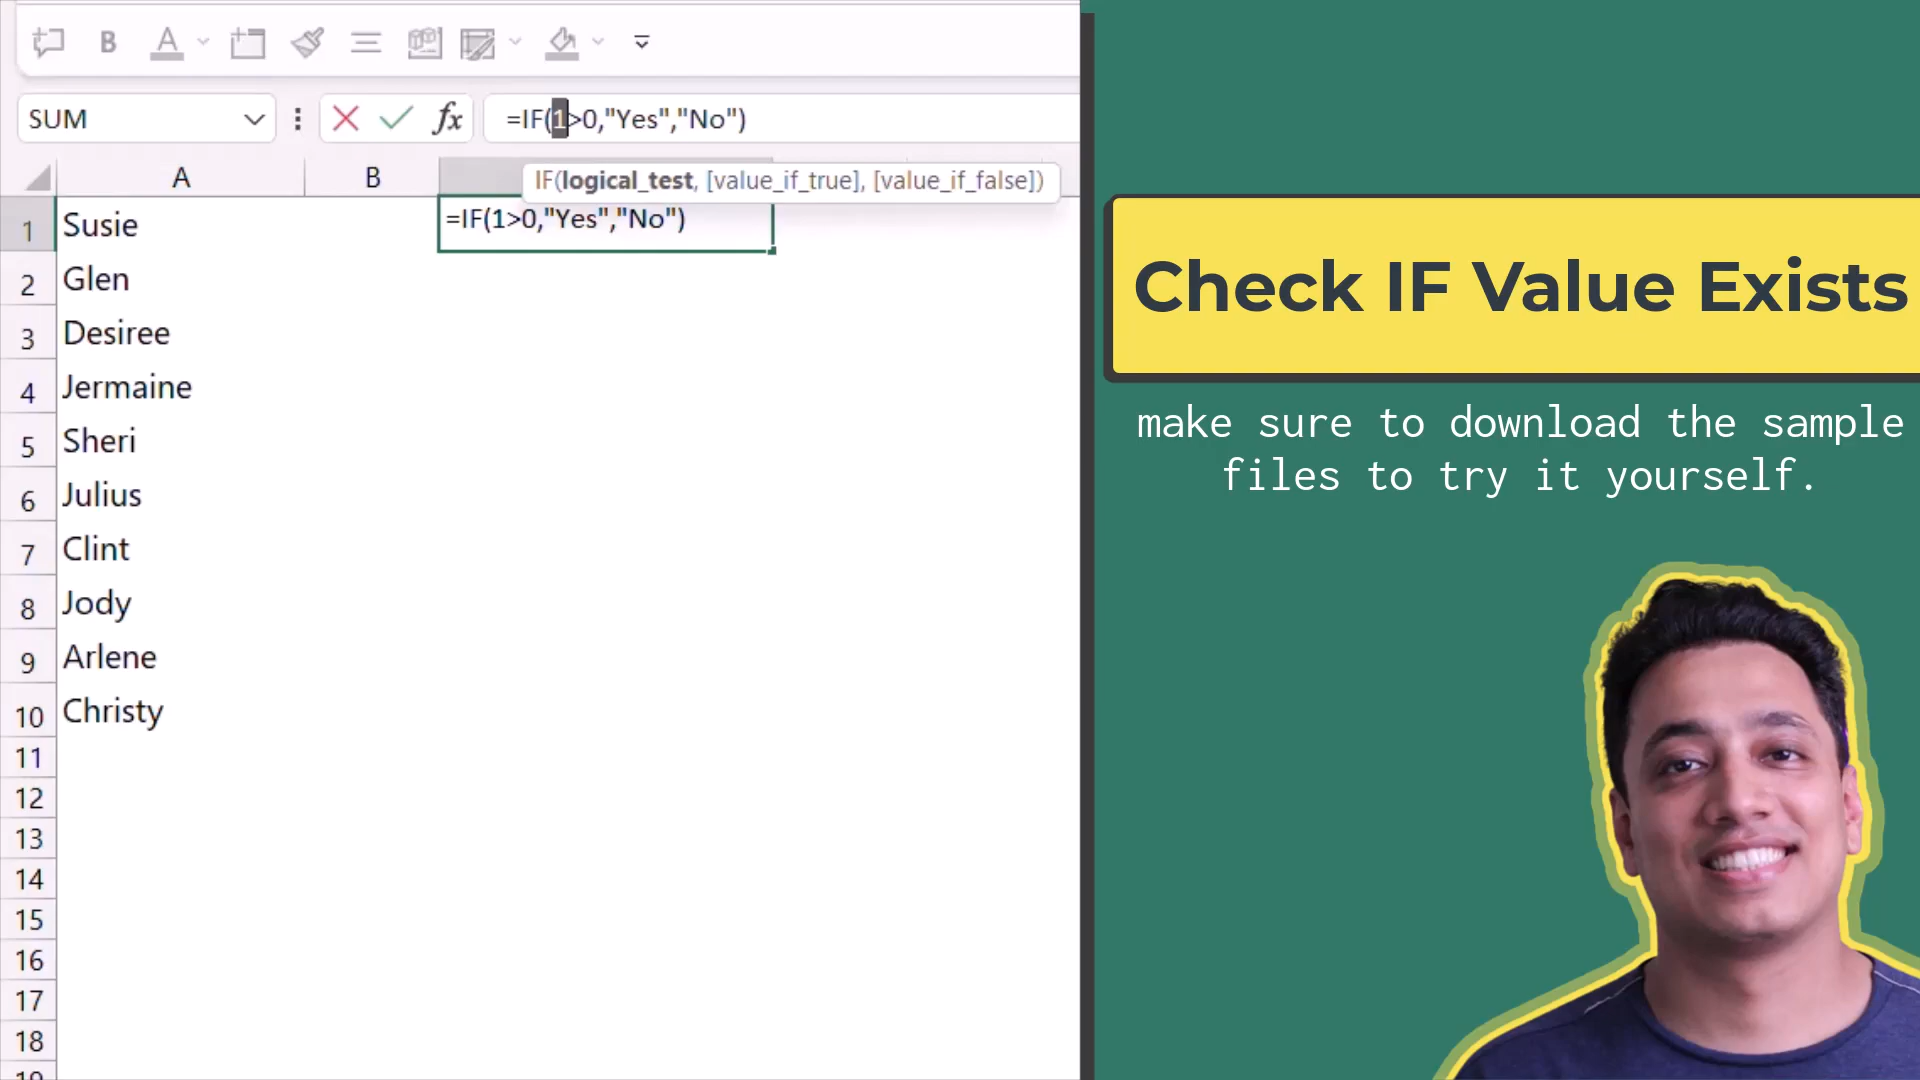 B A
SUM fx =IF(1>0,"Yes","No")
IF(logical_test, [value_if_true], [value_if_false])
A B
1 Susie =IF(1>0,"Yes","No")
2 Glen
3 Desiree
4 Jermaine
5 Sheri
6 Julius
7 Clint
8 Jody
9 Arlene
10 Christy
11
12
13
14
15
16
17
18
Check IF Value Exists
make sure to download the sample
files to try it yourself.